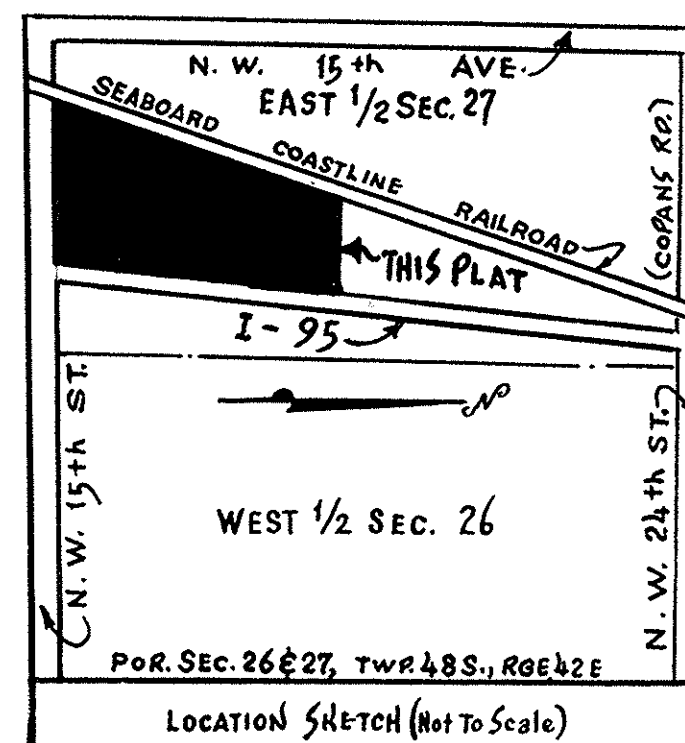 N. W. 15th AVE.
EAST 1/2 SEC. 27
SEABOARD COASTLINE RAILROAD
(COPANS RD.)
THIS PLAT
I-95
N
N. W. 15th ST.
N. W. 24th ST.
WEST 1/2 SEC. 26
POR. SEC. 26 & 27, TWP. 48 S., RGE 42 E
LOCATION SKETCH (Not To Scale)